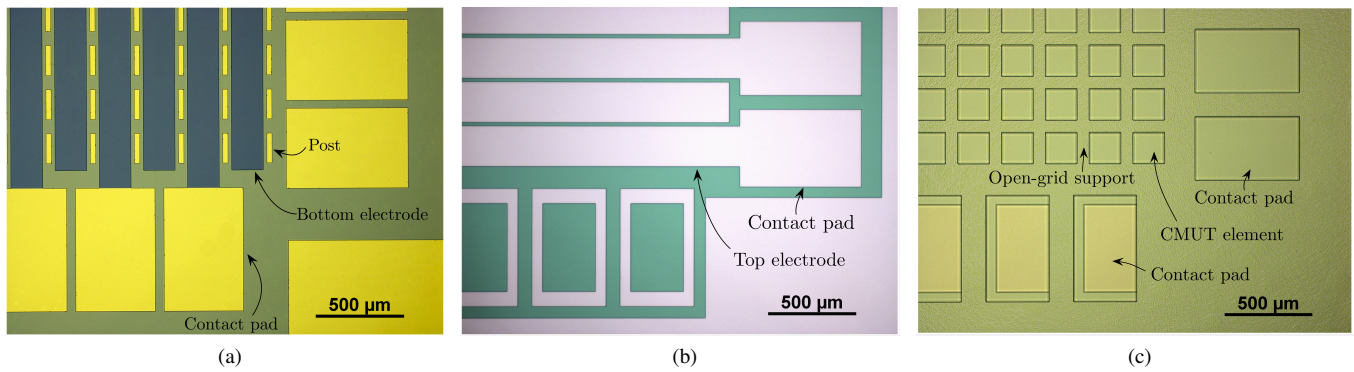 Post
Bottom electrode
Contact pad
500 µm
(a)
Contact pad
Top electrode
500 µm
(b)
Open-grid support
Contact pad
CMUT element
Contact pad
500 µm
(c)